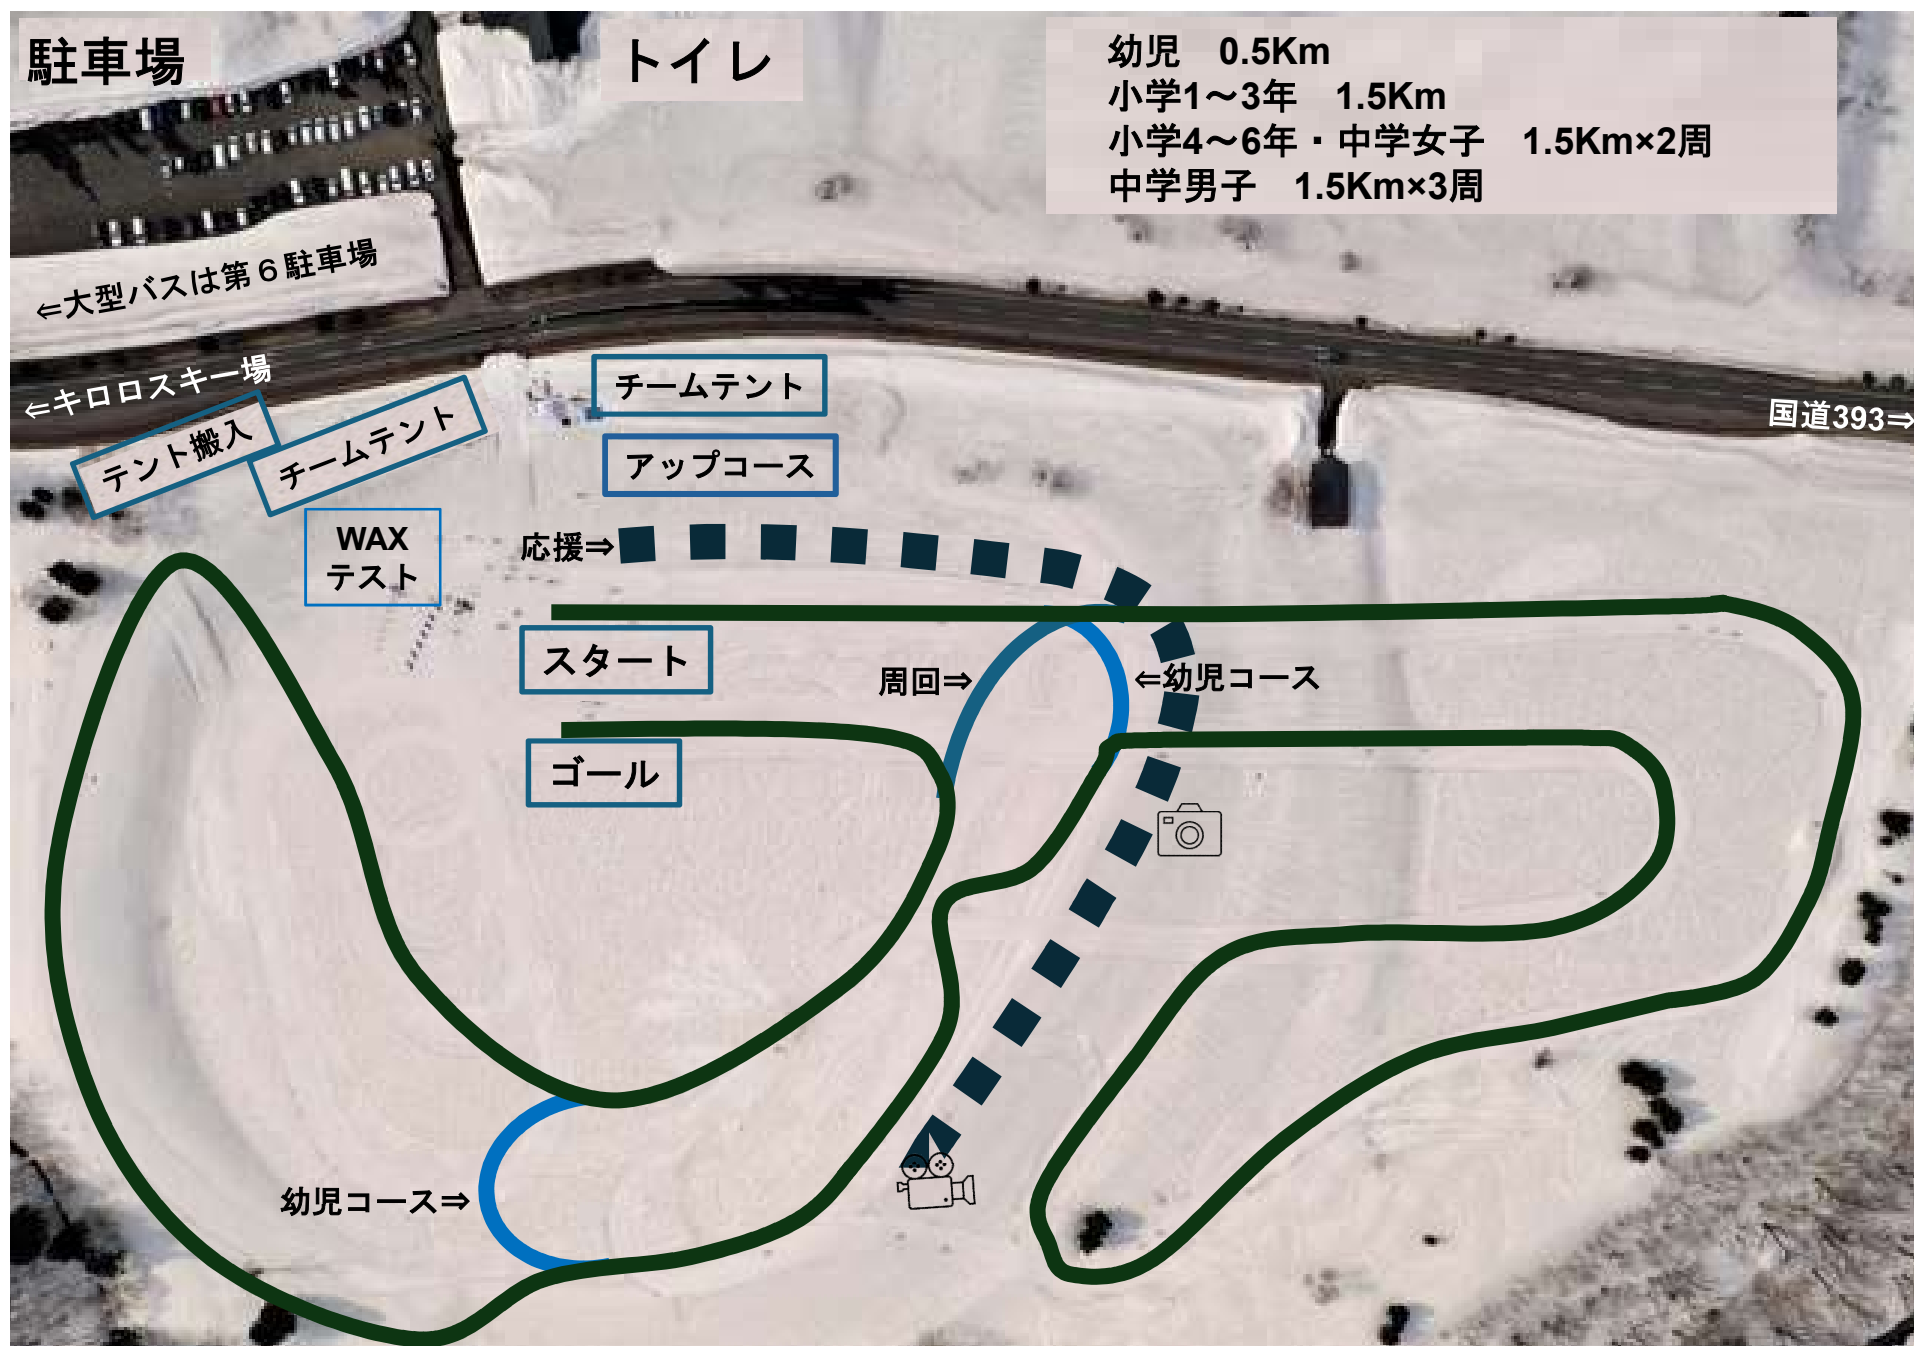 駐車場
トイレ
幼児　0.5Km
小学1～3年　1.5Km
小学4～6年・中学女子　1.5Km×2周
中学男子　1.5Km×3周
⇐大型バスは第６駐車場
⇐キロロスキー場
国道393⇒
テント搬入
チームテント
チームテント
アップコース
WAX
テスト
応援⇒
スタート
周回⇒
⇐幼児コース
ゴール
幼児コース⇒